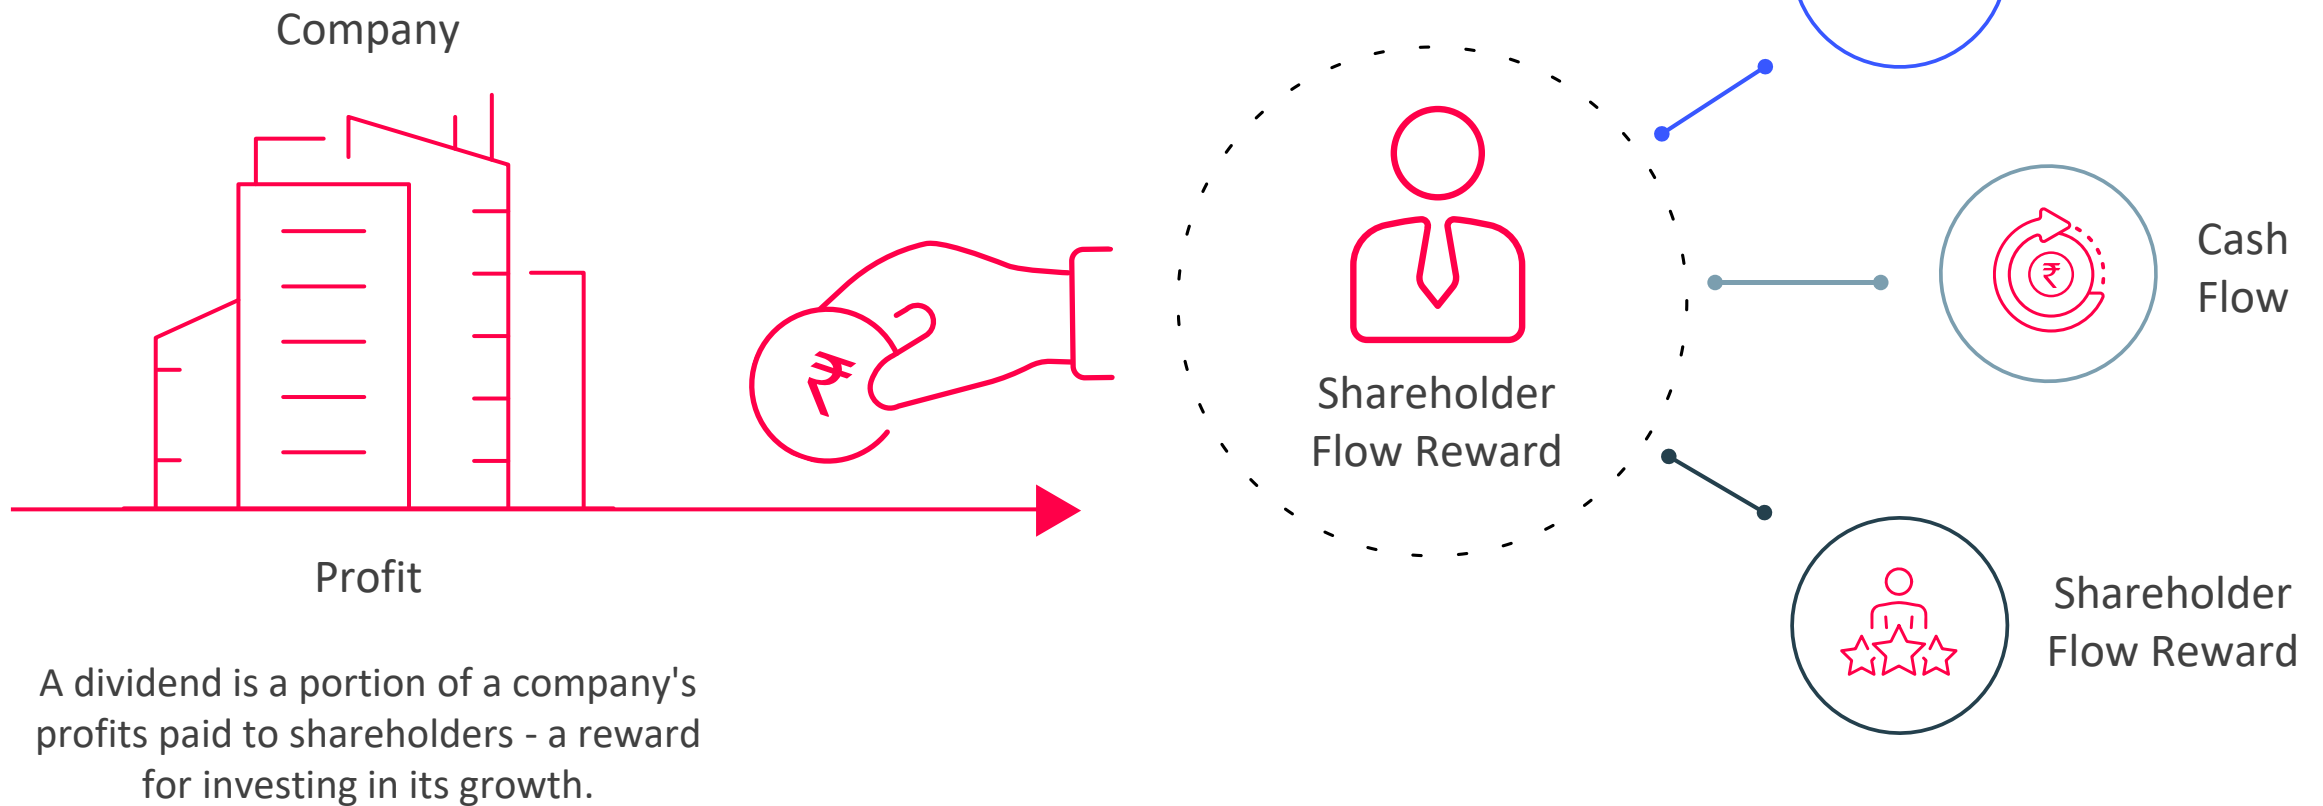 Company
₹
Profit
A dividend is a portion of a company's
profits paid to shareholders - a reward
for investing in its growth.
Shareholder
Flow Reward
₹
Cash
Flow
Shareholder
Flow Reward